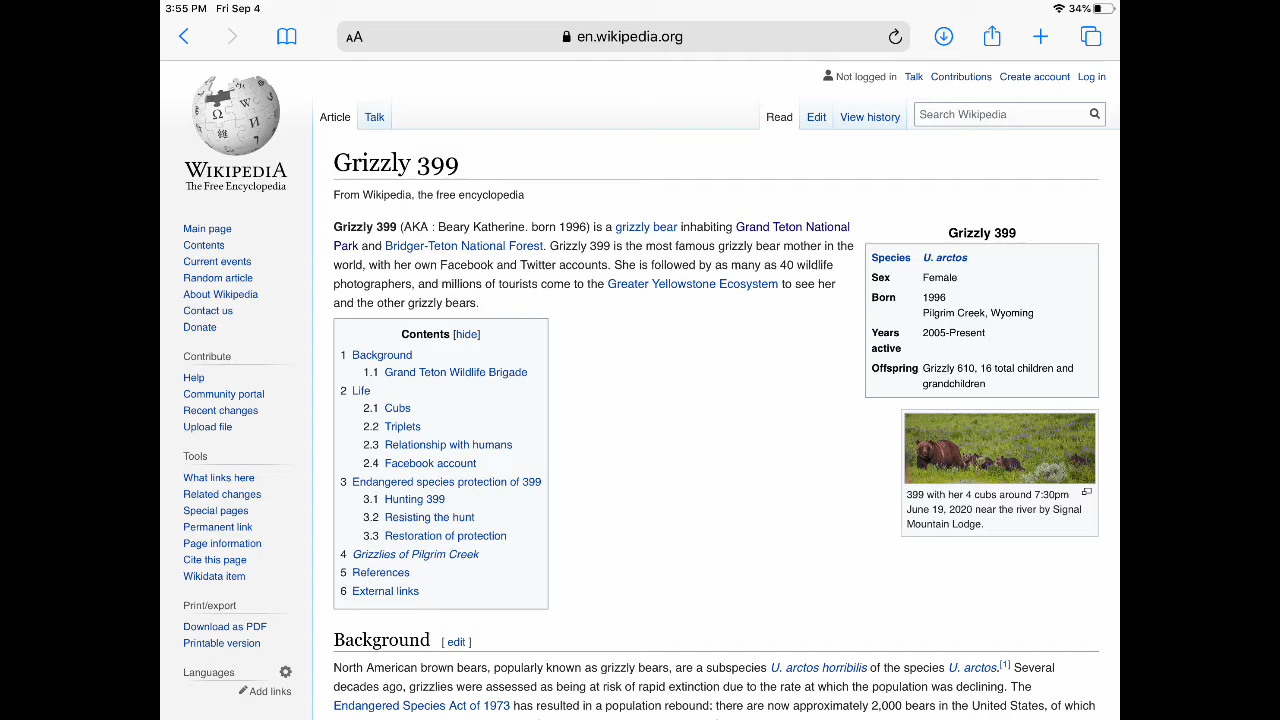 3:55 PM Fri Sep 4
34%
AA
en.wikipedia.org
Not logged in Talk Contributions Create account Log in
Article Talk
Read Edit View history
Search Wikipedia
Ω W И
WIKIPEDIA
The Free Encyclopedia
Main page
Contents
Current events
Random article
About Wikipedia
Contact us
Donate
Contribute
Help
Community portal
Recent changes
Upload file
Tools
What links here
Related changes
Special pages
Permanent link
Page information
Cite this page
Wikidata item
Print/export
Download as PDF
Printable version
Languages
Add links
Grizzly 399
From Wikipedia, the free encyclopedia
Grizzly 399 (AKA : Beary Katherine. born 1996) is a grizzly bear inhabiting Grand Teton National
Park and Bridger-Teton National Forest. Grizzly 399 is the most famous grizzly bear mother in the
world, with her own Facebook and Twitter accounts. She is followed by as many as 40 wildlife
photographers, and millions of tourists come to the Greater Yellowstone Ecosystem to see her
and the other grizzly bears.
Grizzly 399
Species U. arctos
Sex Female
Born 1996
Pilgrim Creek, Wyoming
Years 2005-Present
active
Offspring Grizzly 610, 16 total children and
grandchildren
399 with her 4 cubs around 7:30pm
June 19, 2020 near the river by Signal
Mountain Lodge.
Contents [hide]
1 Background
1.1 Grand Teton Wildlife Brigade
2 Life
2.1 Cubs
2.2 Triplets
2.3 Relationship with humans
2.4 Facebook account
3 Endangered species protection of 399
3.1 Hunting 399
3.2 Resisting the hunt
3.3 Restoration of protection
4 Grizzlies of Pilgrim Creek
5 References
6 External links
Background [ edit ]
North American brown bears, popularly known as grizzly bears, are a subspecies U. arctos horribilis of the species U. arctos.[1] Several
decades ago, grizzlies were assessed as being at risk of rapid extinction due to the rate at which the population was declining. The
Endangered Species Act of 1973 has resulted in a population rebound: there are now approximately 2,000 bears in the United States, of which